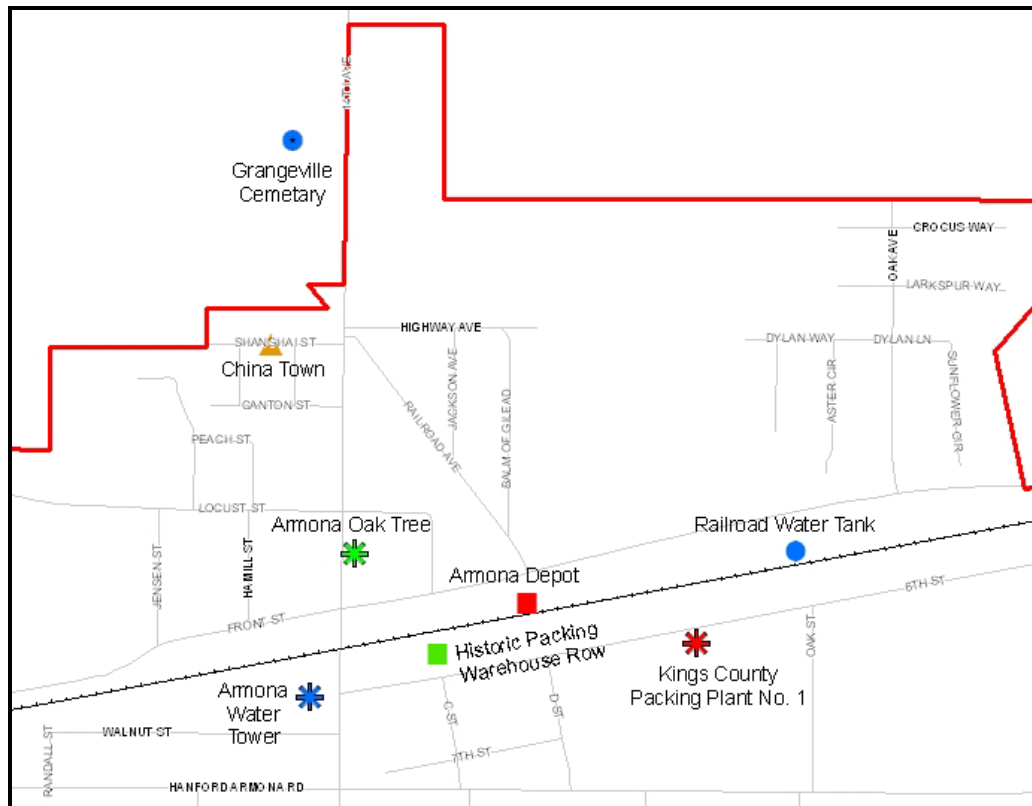 14TH AVE
Grangeville
Cemetary
CROCUS WAY
OAK AVE
LARKSPUR WAY
HIGHWAY AVE
SHANGHAI ST
China Town
DYLAN WAY
DYLAN LN
JACKSON AVE
ASTER CIR
SUNFLOWER CIR
BALM OF GILEAD
RAILROAD AVE
CANTON ST
PEACH ST
LOCUST ST
Armona Oak Tree
Railroad Water Tank
JENSEN ST
HAMILL ST
Armona Depot
6TH ST
FRONT ST
OAK ST
Historic Packing
Warehouse Row
Kings County
Packing Plant No. 1
Armona
Water
Tower
C ST
D ST
WALNUT ST
RANDALL ST
7TH ST
HANFORD ARMONA RD